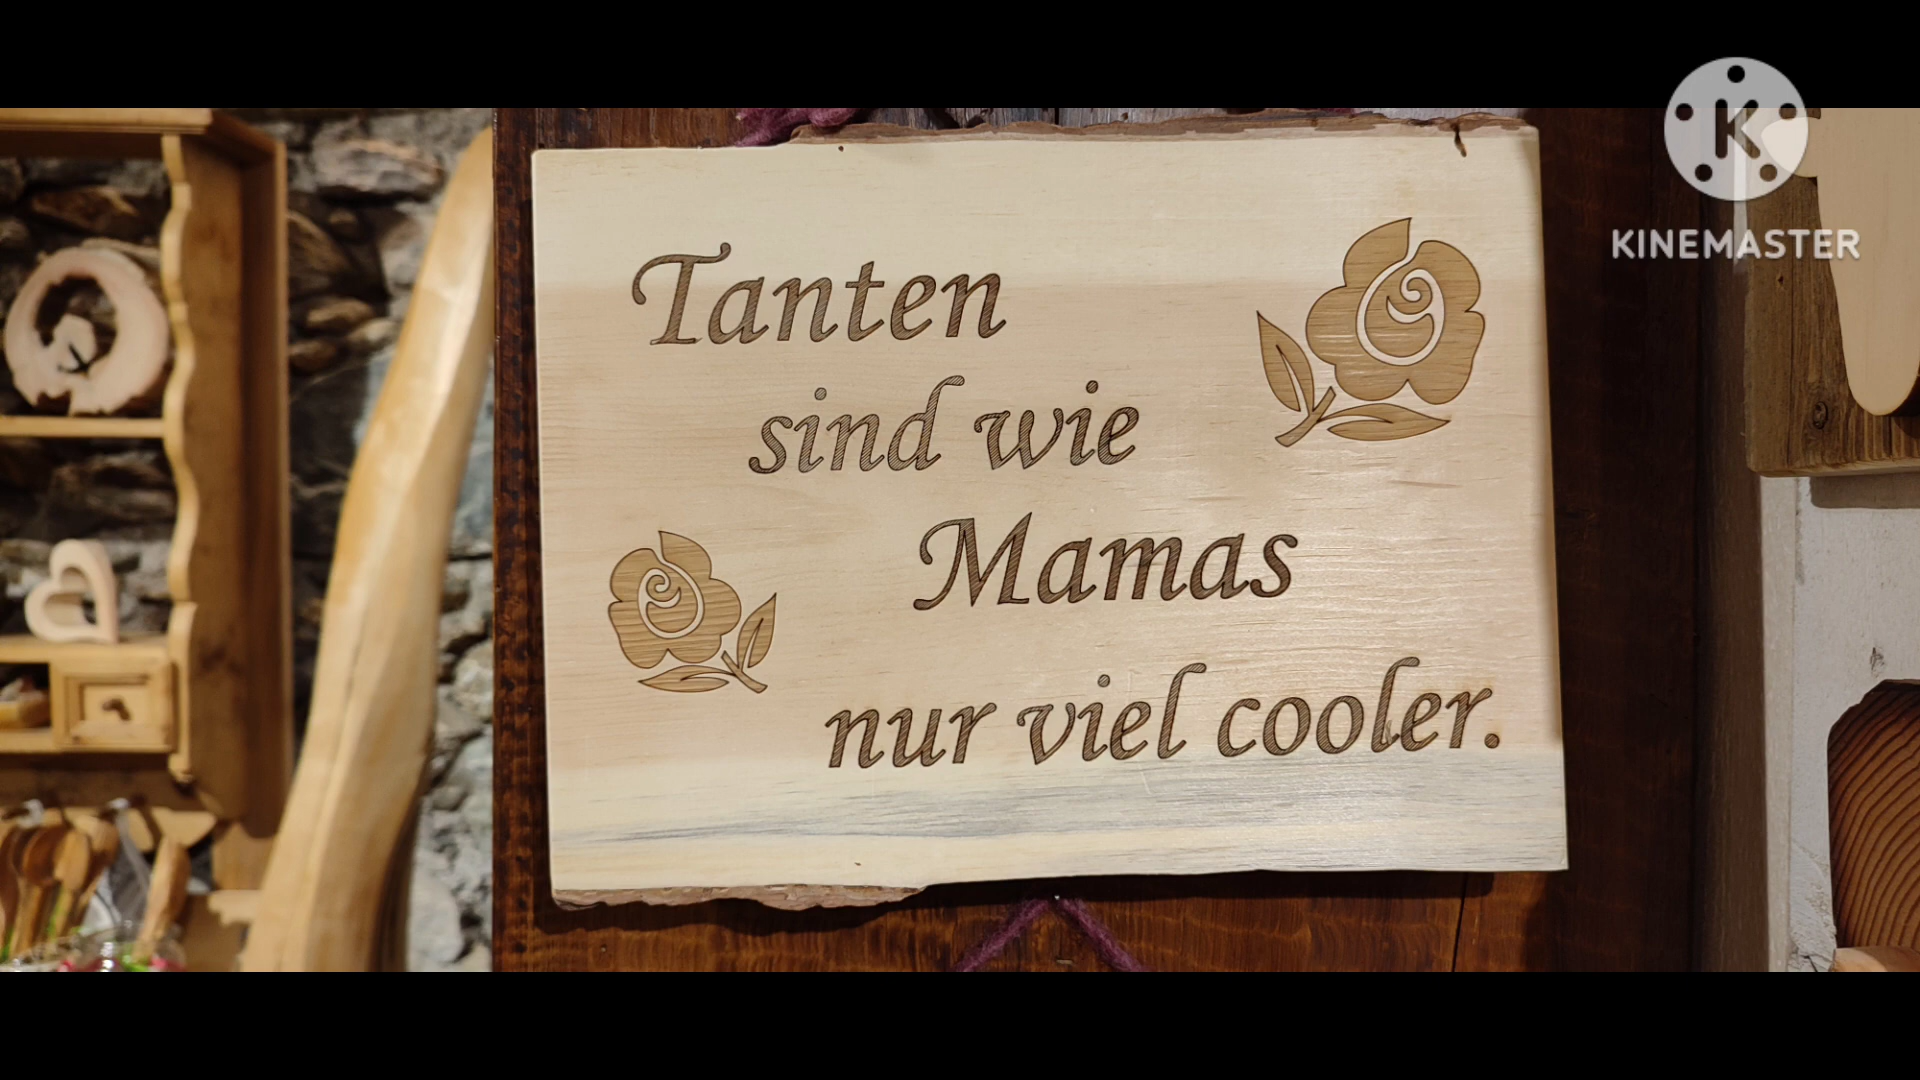 Tanten
sind wie
Mamas
nur viel cooler.
K
KINEMASTER